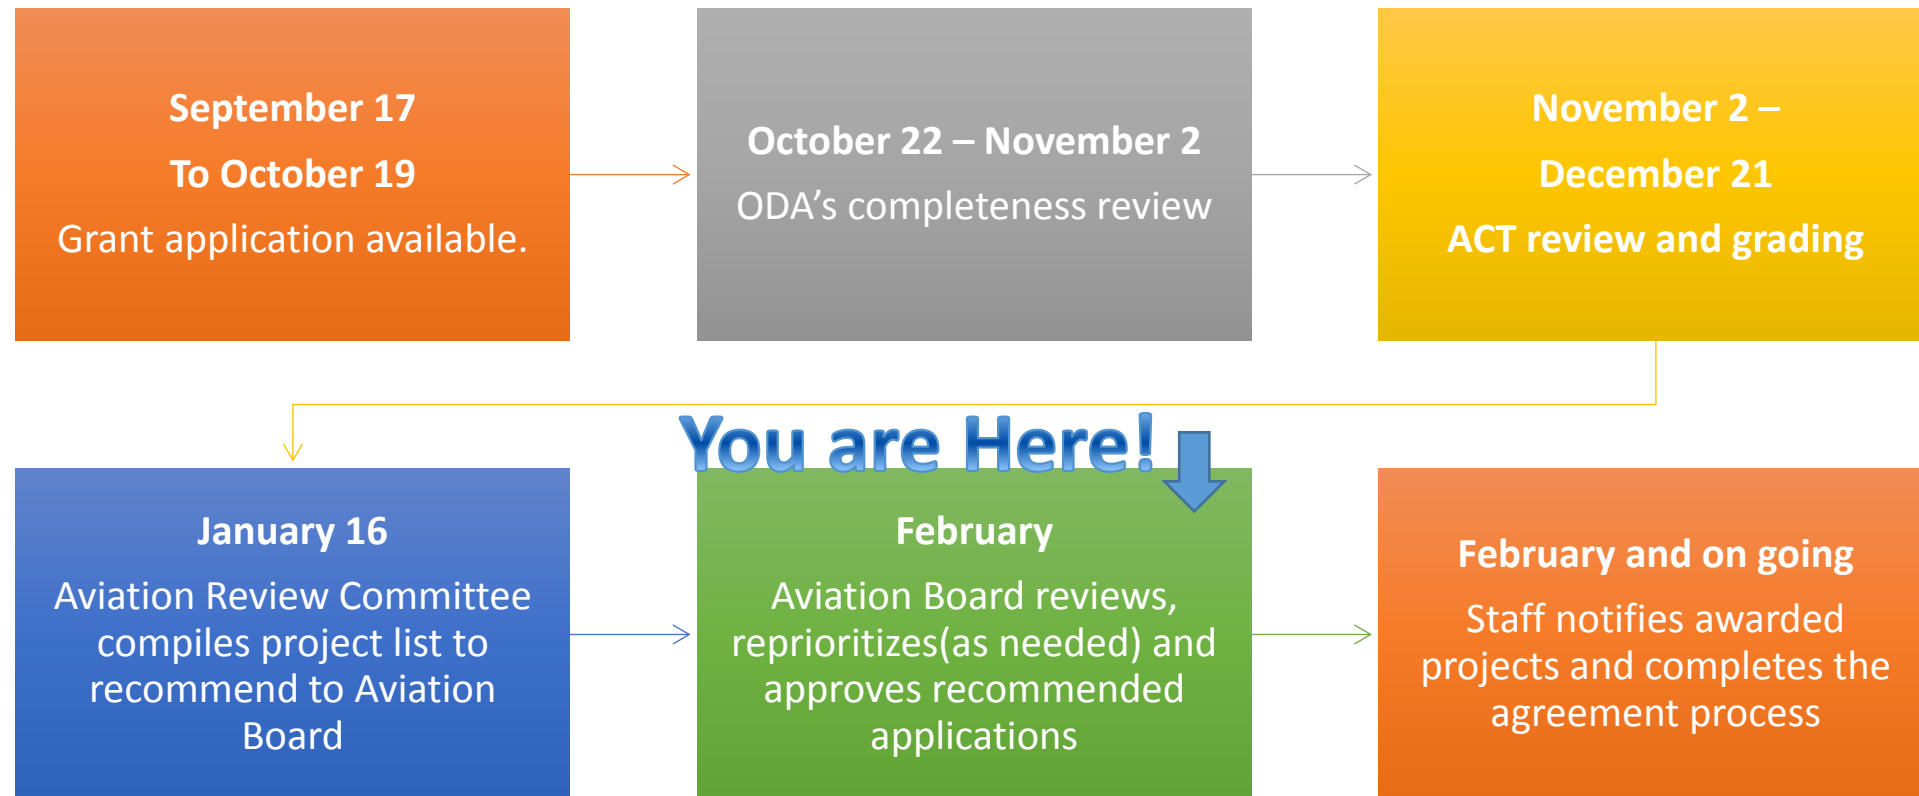 September 17
To October 19
Grant application available.
October 22 – November 2
ODA’s completeness review
November 2 –
December 21
ACT review and grading
You are Here!
January 16
Aviation Review Committee
compiles project list to
recommend to Aviation
Board
February
Aviation Board reviews,
reprioritizes(as needed) and
approves recommended
applications
February and on going
Staff notifies awarded
projects and completes the
agreement process